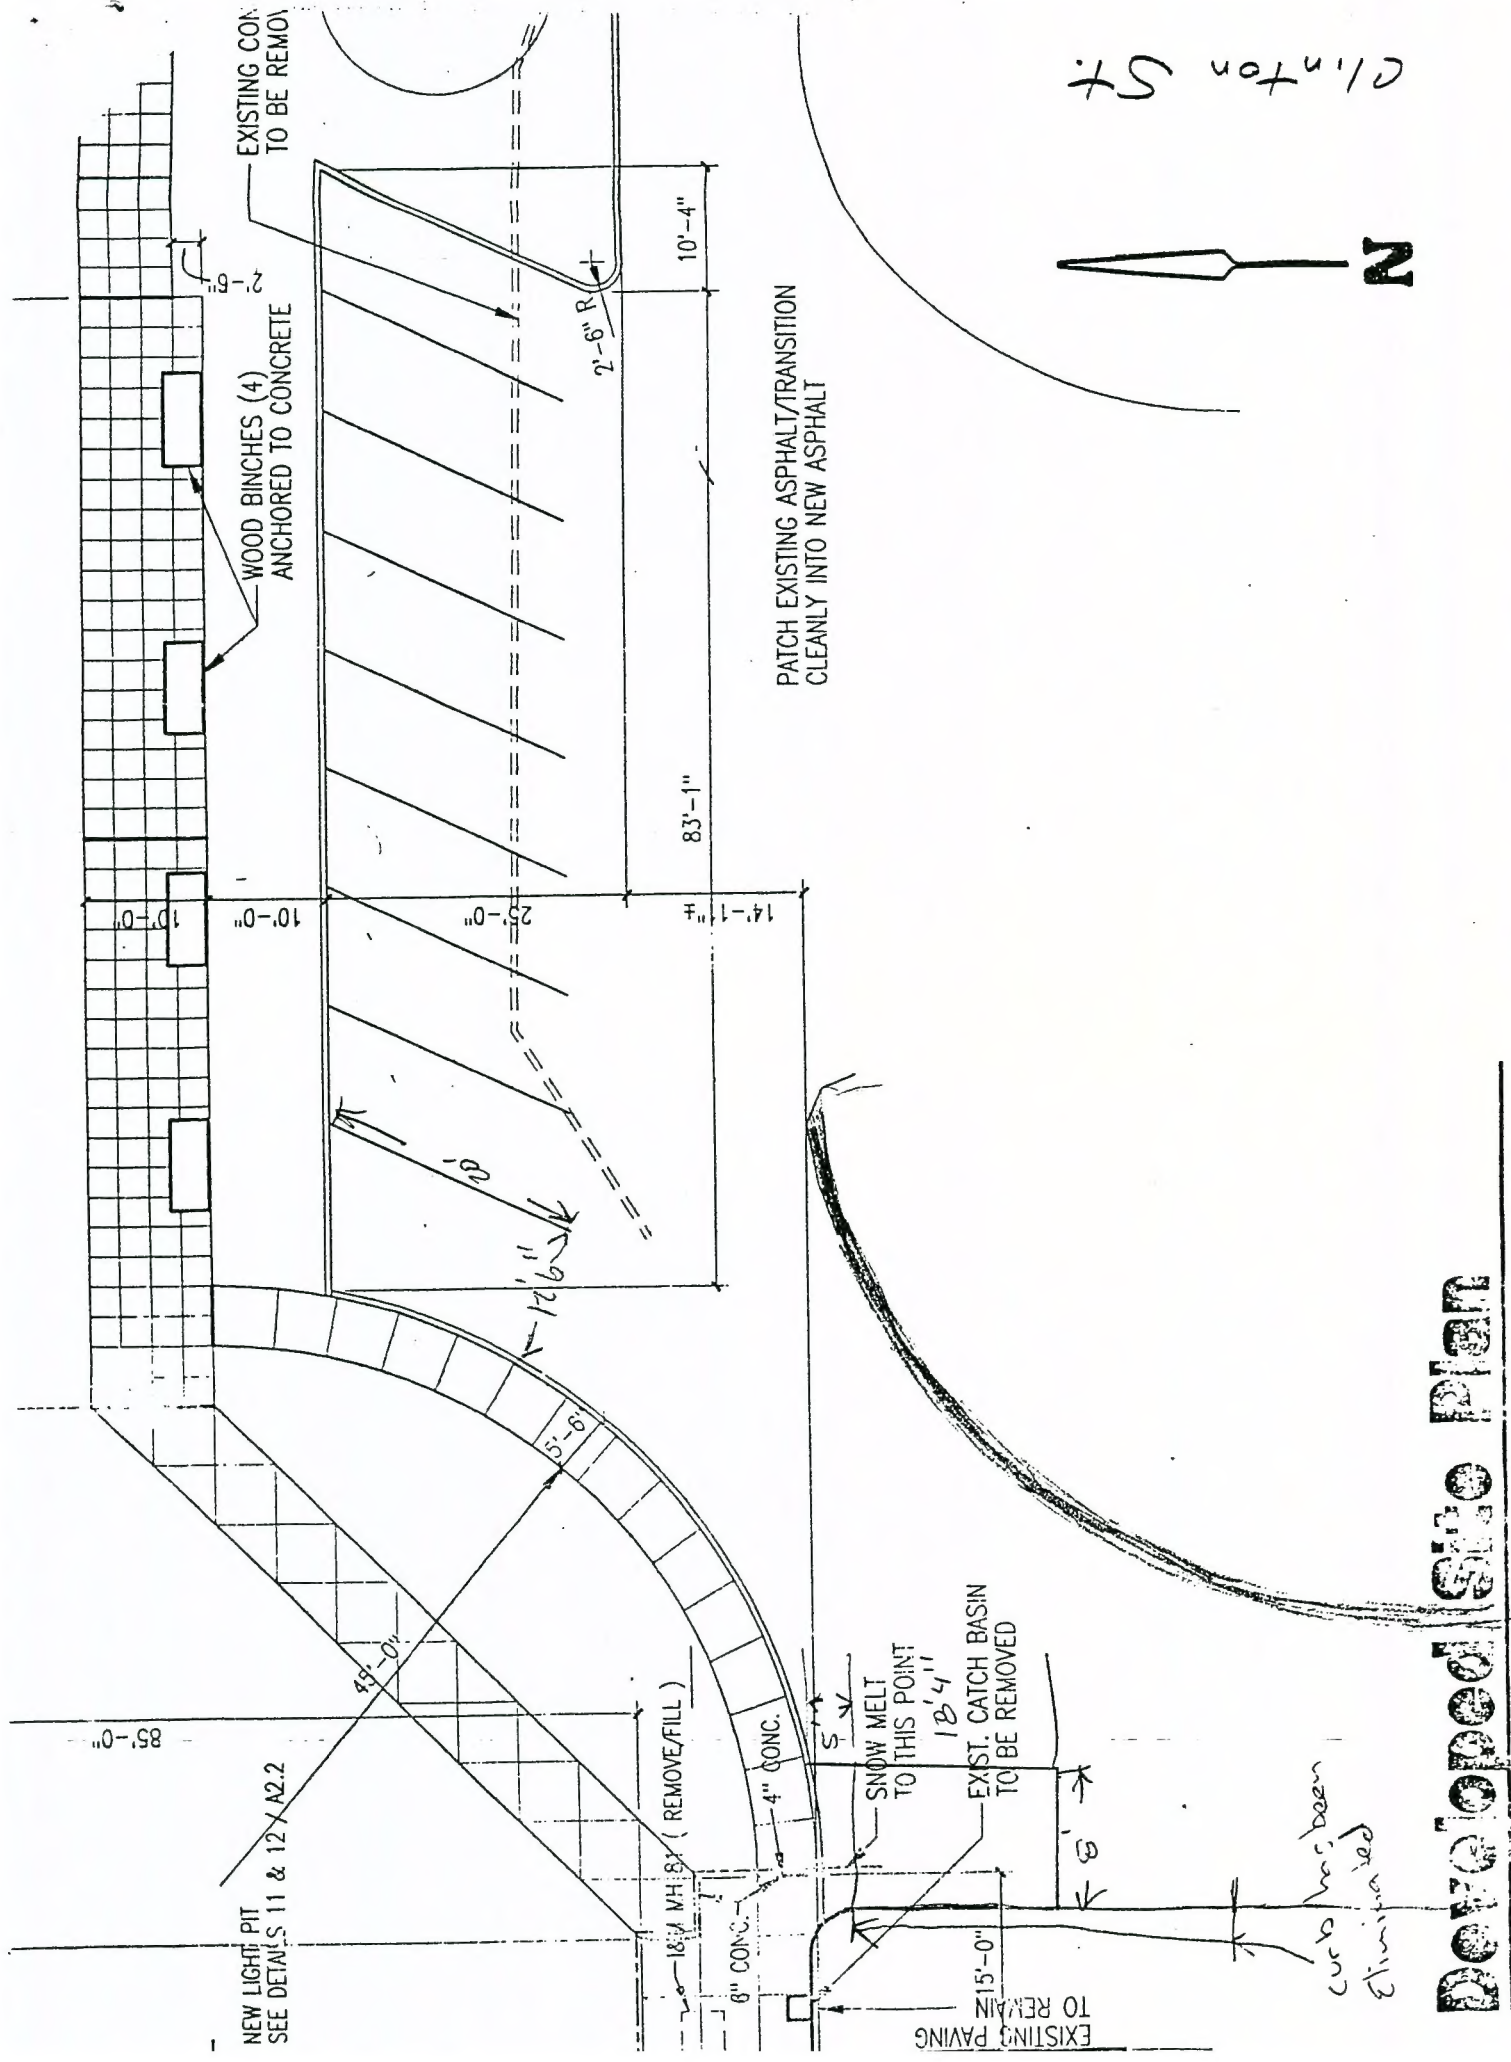 Clinton St.
N
EXISTING CON
TO BE REMOV
2'-6"
WOOD BINCHES (4)
ANCHORED TO CONCRETE
10'-4"
2'-6" R
PATCH EXISTING ASPHALT/TRANSITION
CLEANLY INTO NEW ASPHALT
83'-1"
10'-0"
10'-0"
25'-0"
14'-1"±
12'6"
5'-6"
45'-0"
85'-0"
NEW LIGHT PIT
SEE DETAILS 11 & 12 / A2.2
( REMOVE/FILL )
4" CONC.
6" CONC.
SNOW MELT
TO THIS POINT
18'4"
EXIST. CATCH BASIN
TO BE REMOVED
8'
15'-0"
EXISTING PAVING
TO REMAIN
curb has been
Eliminated
Developed Site Plan